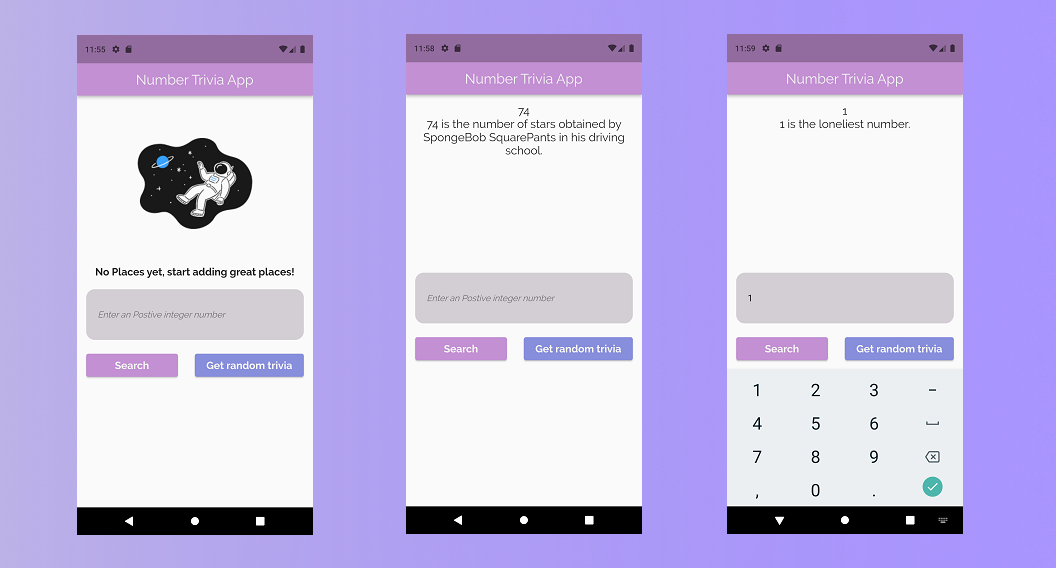 11:55
Number Trivia App
No Places yet, start adding great places!
Enter an Postive integer number
Search
Get random trivia
11:58
Number Trivia App
74
74 is the number of stars obtained by
SpongeBob SquarePants in his driving
school.
Enter an Postive integer number
Search
Get random trivia
11:59
Number Trivia App
1
1 is the loneliest number.
1
Search
Get random trivia
1 2 3 −
4 5 6 ⎵
7 8 9
, 0 .